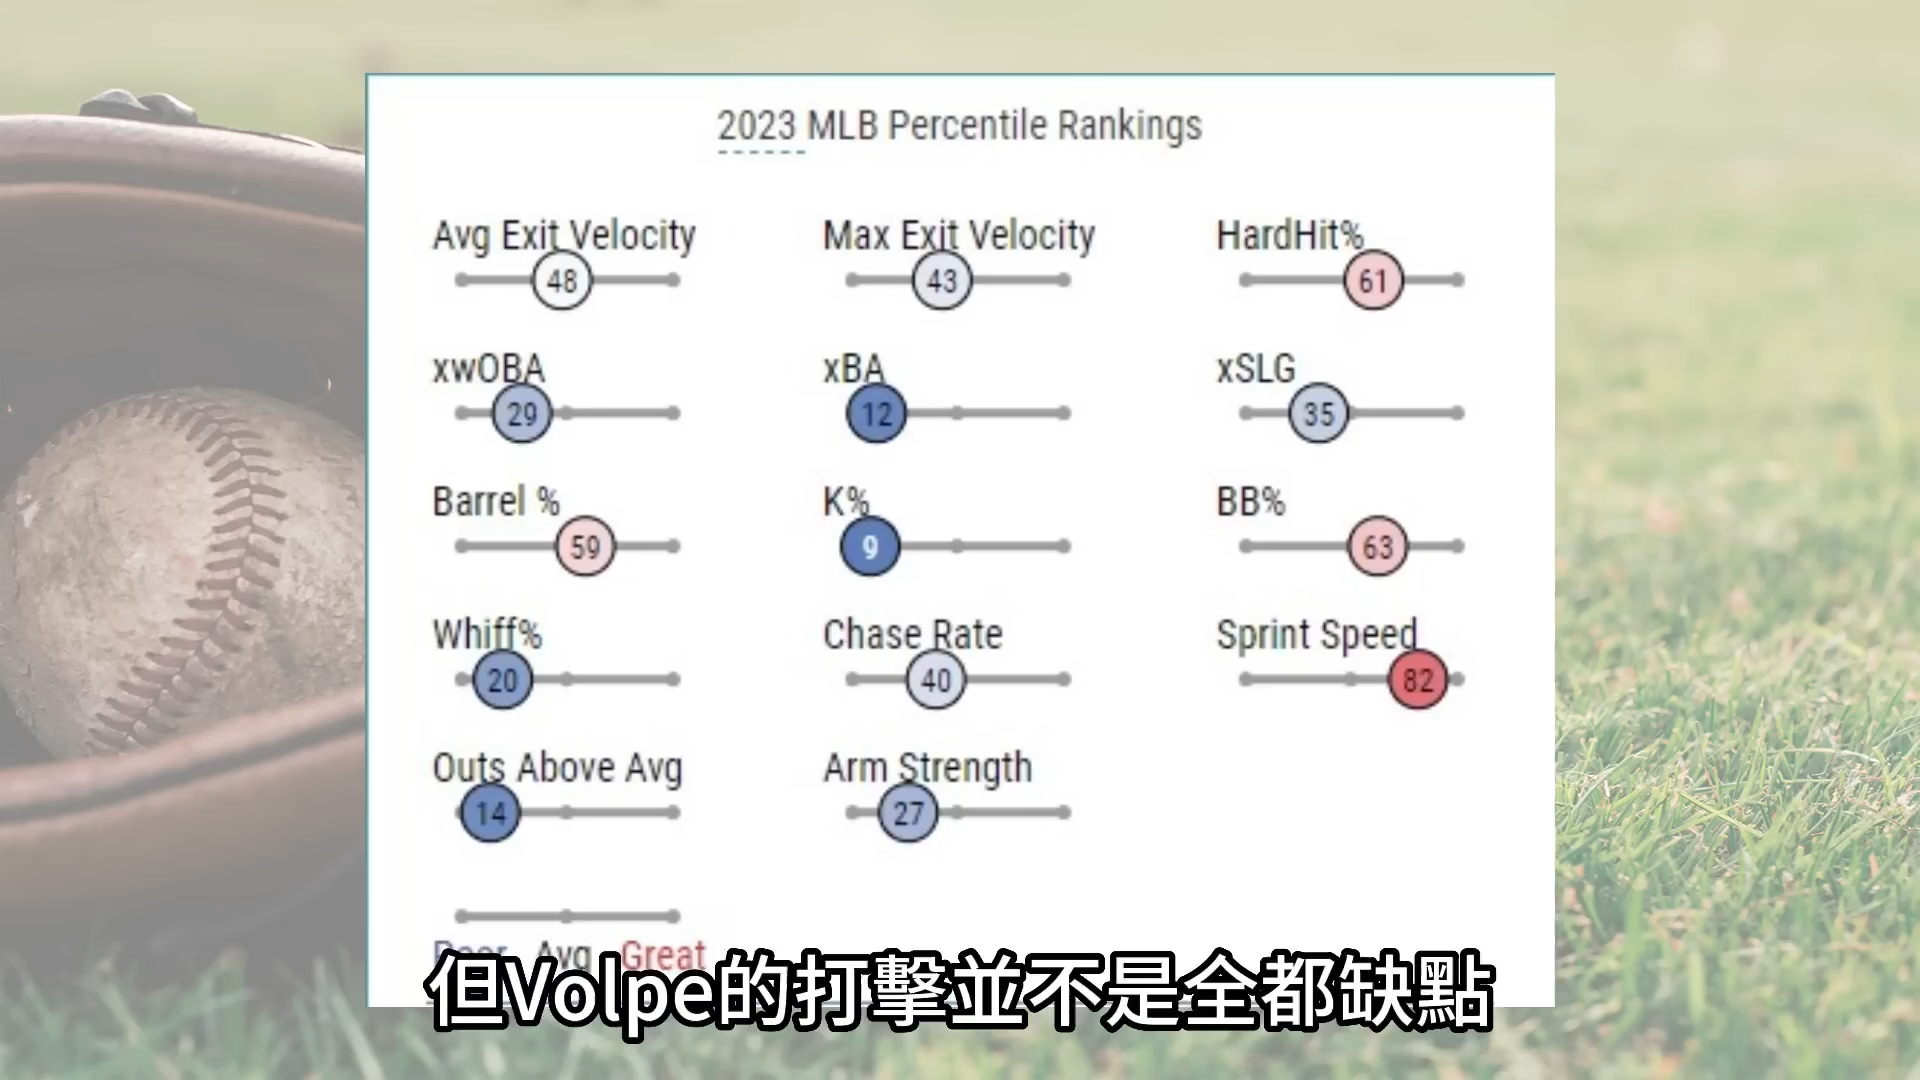 2023 MLB Percentile Rankings
Avg Exit Velocity
Max Exit Velocity
HardHit%
48
43
61
xwOBA
xBA
xSLG
29
12
35
Barrel %
K%
BB%
59
9
63
Whiff%
Chase Rate
Sprint Speed
20
40
82
Outs Above Avg
Arm Strength
14
27
Poor Avg Great
但Volpe的打擊並不是全都缺點